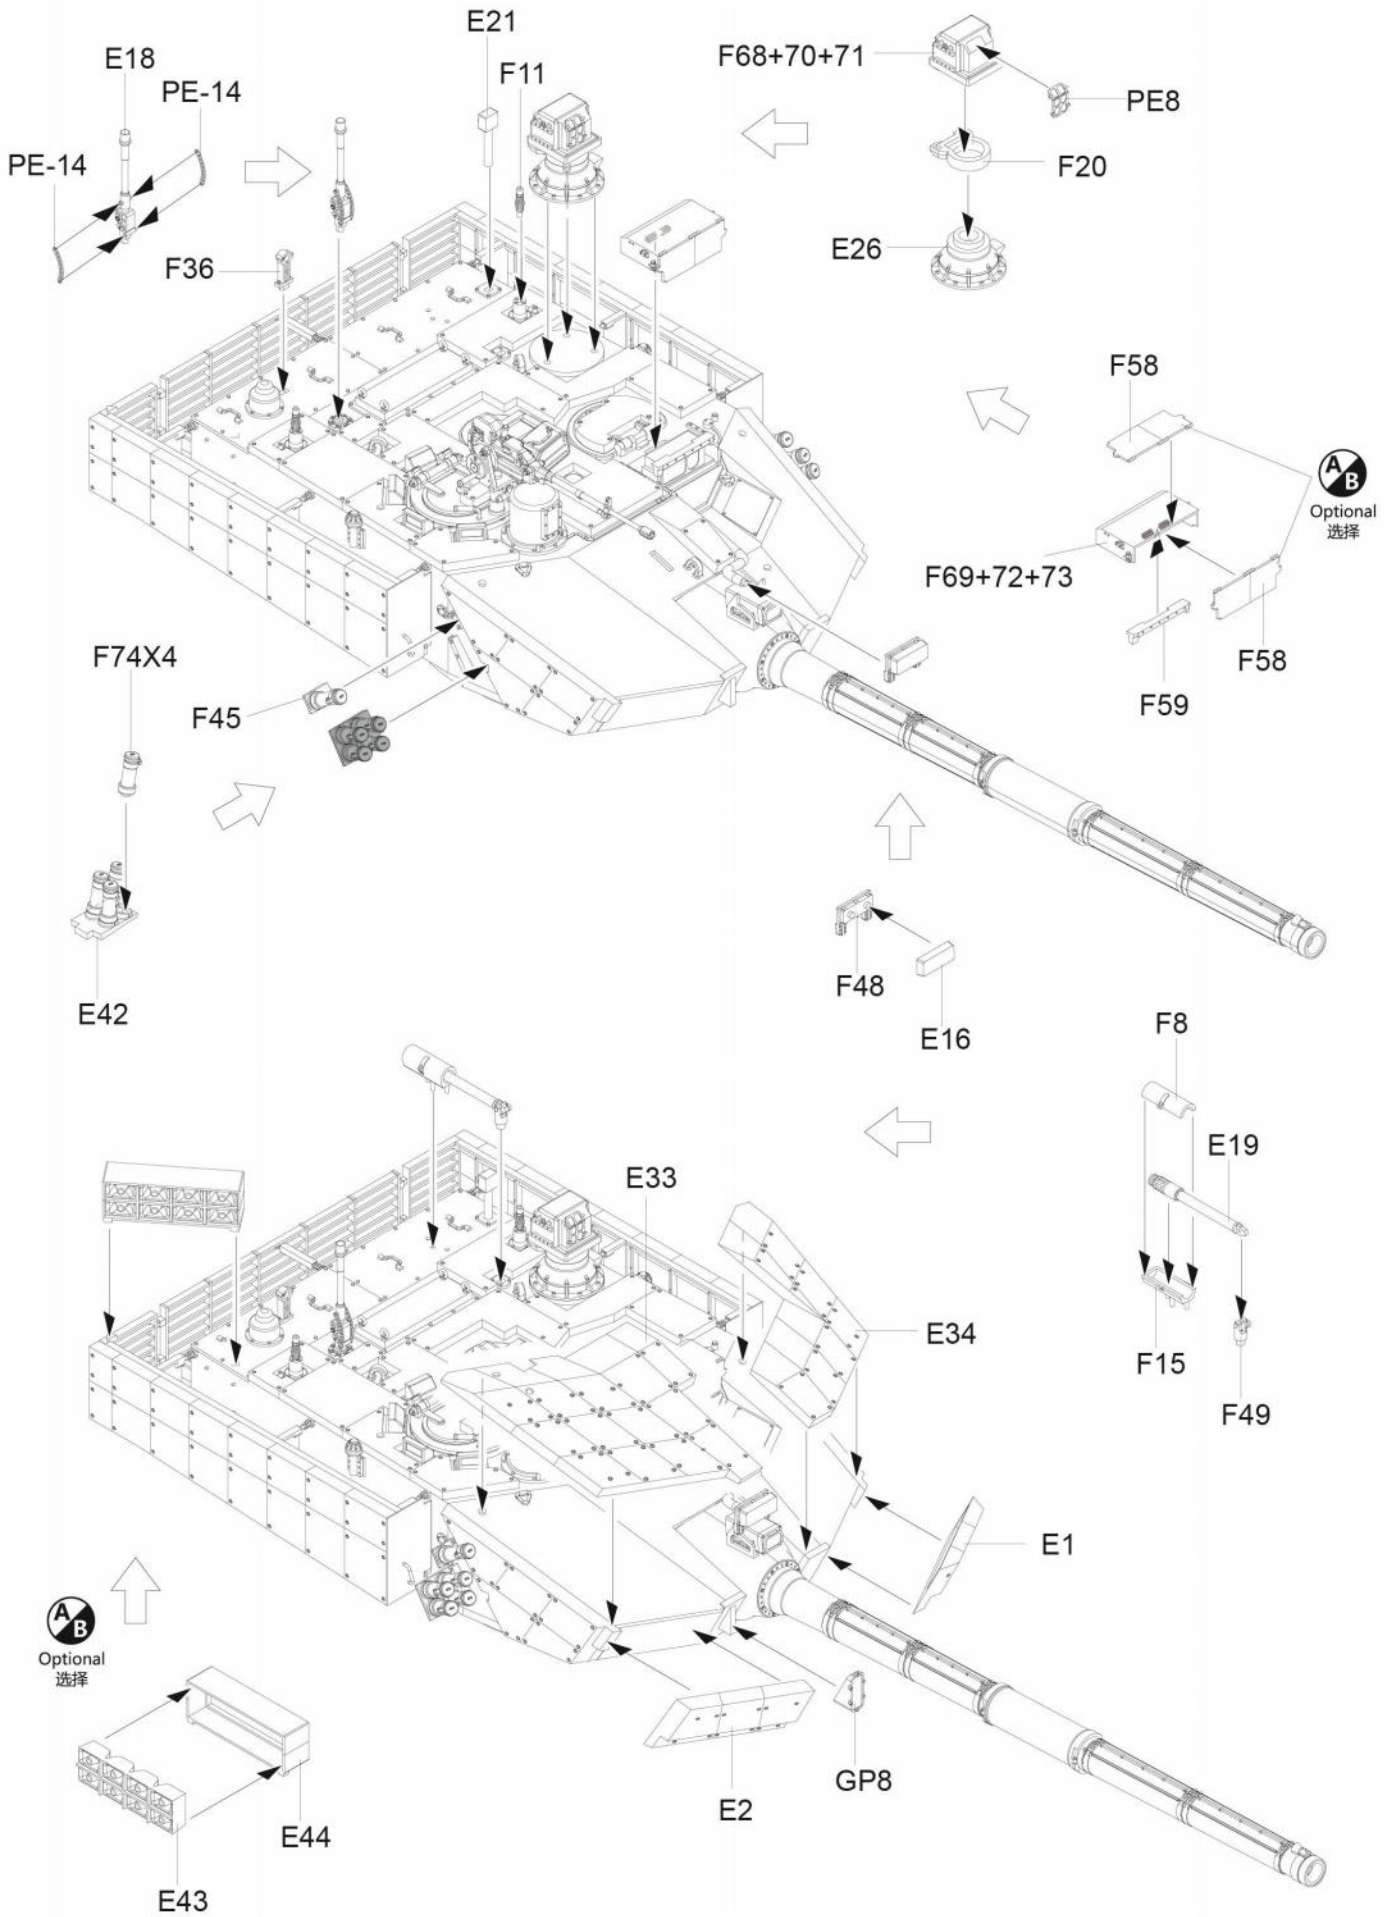 E21
E18
F11
F68+70+71
PE-14
PE8
PE-14
F20
F36
E26
F58
A
B
Optional
选择
F69+72+73
F58
F59
F74X4
F45
E42
F48
E16
F8
E19
E33
E34
F15
F49
E1
A
B
Optional
选择
GP8
E2
E44
E43